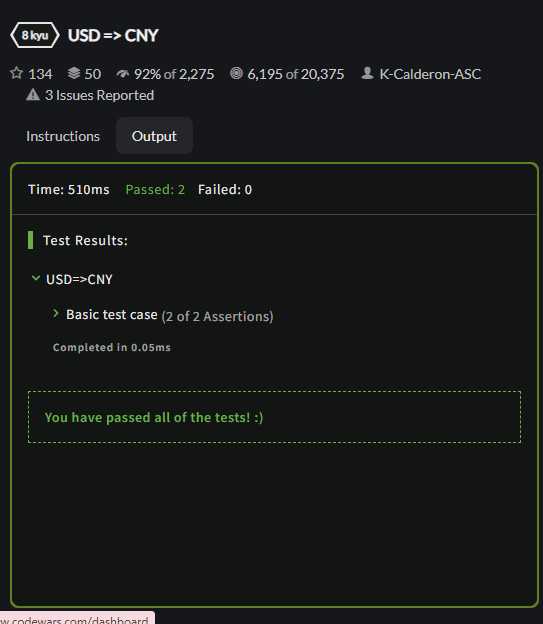 8 kyu USD => CNY
134 50 92% of 2,275 6,195 of 20,375 K-Calderon-ASC
3 Issues Reported
Instructions Output
Time: 510ms Passed: 2 Failed: 0
Test Results:
USD=>CNY
Basic test case (2 of 2 Assertions)
Completed in 0.05ms
You have passed all of the tests! :)
w.codewars.com/dashboard